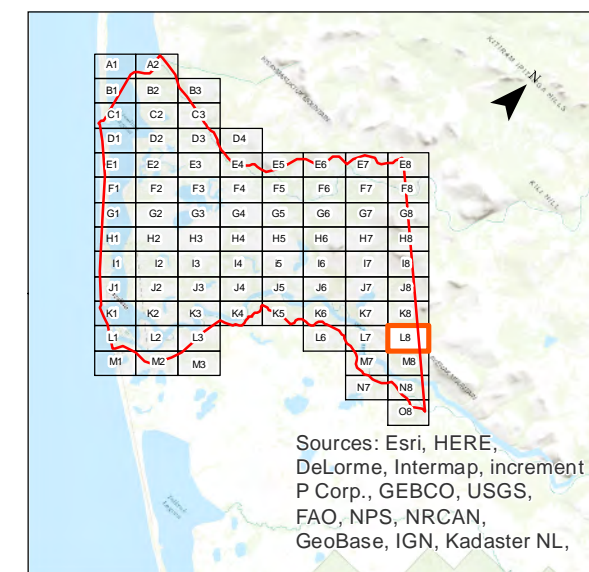 N
KILI HILL
A1 A2
B1 B2 B3
C1 C2 C3
D1 D2 D3 D4
E1 E2 E3 E4 E5 E6 E7 E8
F1 F2 F3 F4 F5 F6 F7 F8
G1 G2 G3 G4 G5 G6 G7 G8
H1 H2 H3 H4 H5 H6 H7 H8
I1 I2 I3 I4 i5 I6 I7 I8
J1 J2 J3 J4 J5 J6 J7 J8
K1 K2 K3 K4 K5 K6 K7 K8
L1 L2 L3 L6 L7 L8
M1 M2 M3 M7 M8
N7 N8
O8
Sources: Esri, HERE,
DeLorme, Intermap, increment
P Corp., GEBCO, USGS,
FAO, NPS, NRCAN,
GeoBase, IGN, Kadaster NL,